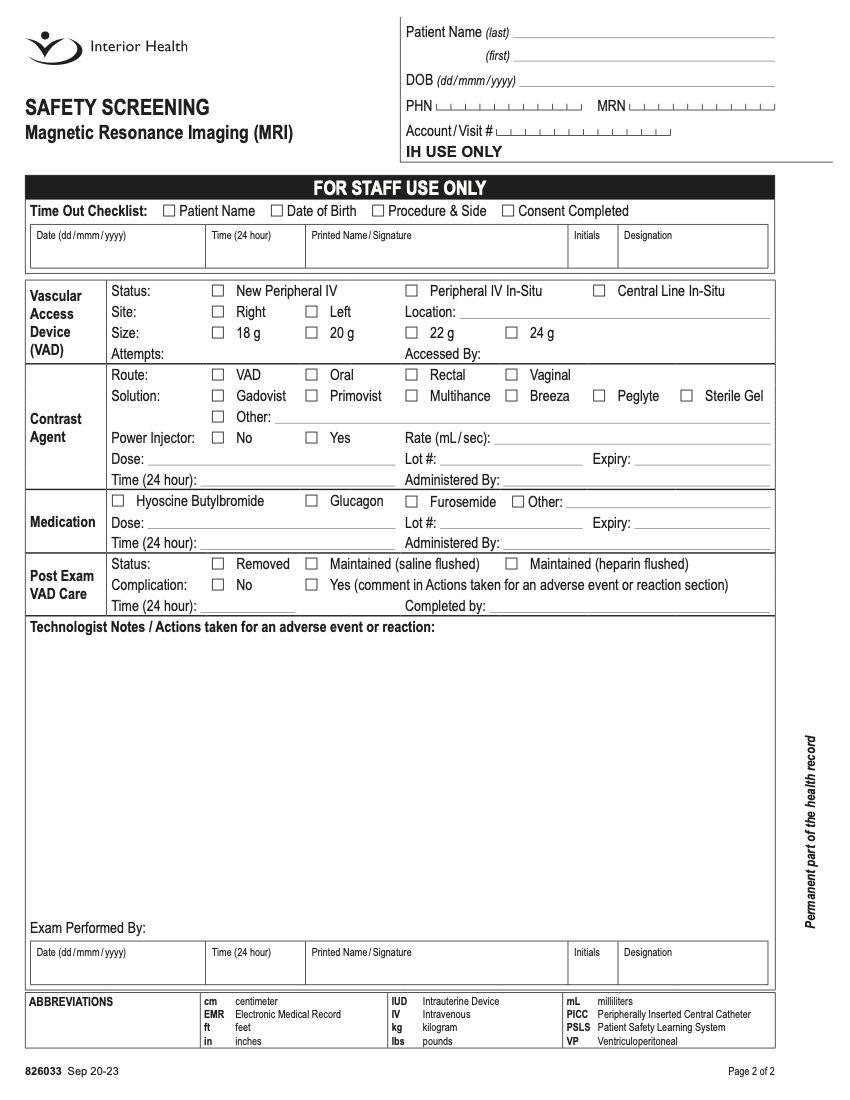 Interior Health
SAFETY SCREENING
Magnetic Resonance Imaging (MRI)
Patient Name (last)
(first)
DOB (dd/mmm/yyyy)
PHN MRN
Account/Visit #
IH USE ONLY
FOR STAFF USE ONLY
Time Out Checklist: ☐ Patient Name ☐ Date of Birth ☐ Procedure & Side ☐ Consent Completed
Date (dd/mmm/yyyy) Time (24 hour) Printed Name/Signature Initials Designation
Vascular Access Device (VAD)
Status: ☐ New Peripheral IV ☐ Peripheral IV In-Situ ☐ Central Line In-Situ
Site: ☐ Right ☐ Left Location:
Size: ☐ 18 g ☐ 20 g ☐ 22 g ☐ 24 g
Attempts: Accessed By:
Contrast Agent
Route: ☐ VAD ☐ Oral ☐ Rectal ☐ Vaginal
Solution: ☐ Gadovist ☐ Primovist ☐ Multihance ☐ Breeza ☐ Peglyte ☐ Sterile Gel
☐ Other:
Power Injector: ☐ No ☐ Yes Rate (mL/sec):
Dose: Lot #: Expiry:
Time (24 hour): Administered By:
Medication
☐ Hyoscine Butylbromide ☐ Glucagon ☐ Furosemide ☐ Other:
Dose: Lot #: Expiry:
Time (24 hour): Administered By:
Post Exam VAD Care
Status: ☐ Removed ☐ Maintained (saline flushed) ☐ Maintained (heparin flushed)
Complication: ☐ No ☐ Yes (comment in Actions taken for an adverse event or reaction section)
Time (24 hour): Completed by:
Technologist Notes / Actions taken for an adverse event or reaction:
Permanent part of the health record
Exam Performed By:
Date (dd/mmm/yyyy) Time (24 hour) Printed Name/Signature Initials Designation
ABBREVIATIONS cm centimeter IUD Intrauterine Device mL milliliters
EMR Electronic Medical Record IV Intravenous PICC Peripherally Inserted Central Catheter
ft feet kg kilogram PSLS Patient Safety Learning System
in inches lbs pounds VP Ventriculoperitoneal
826033 Sep 20-23 Page 2 of 2